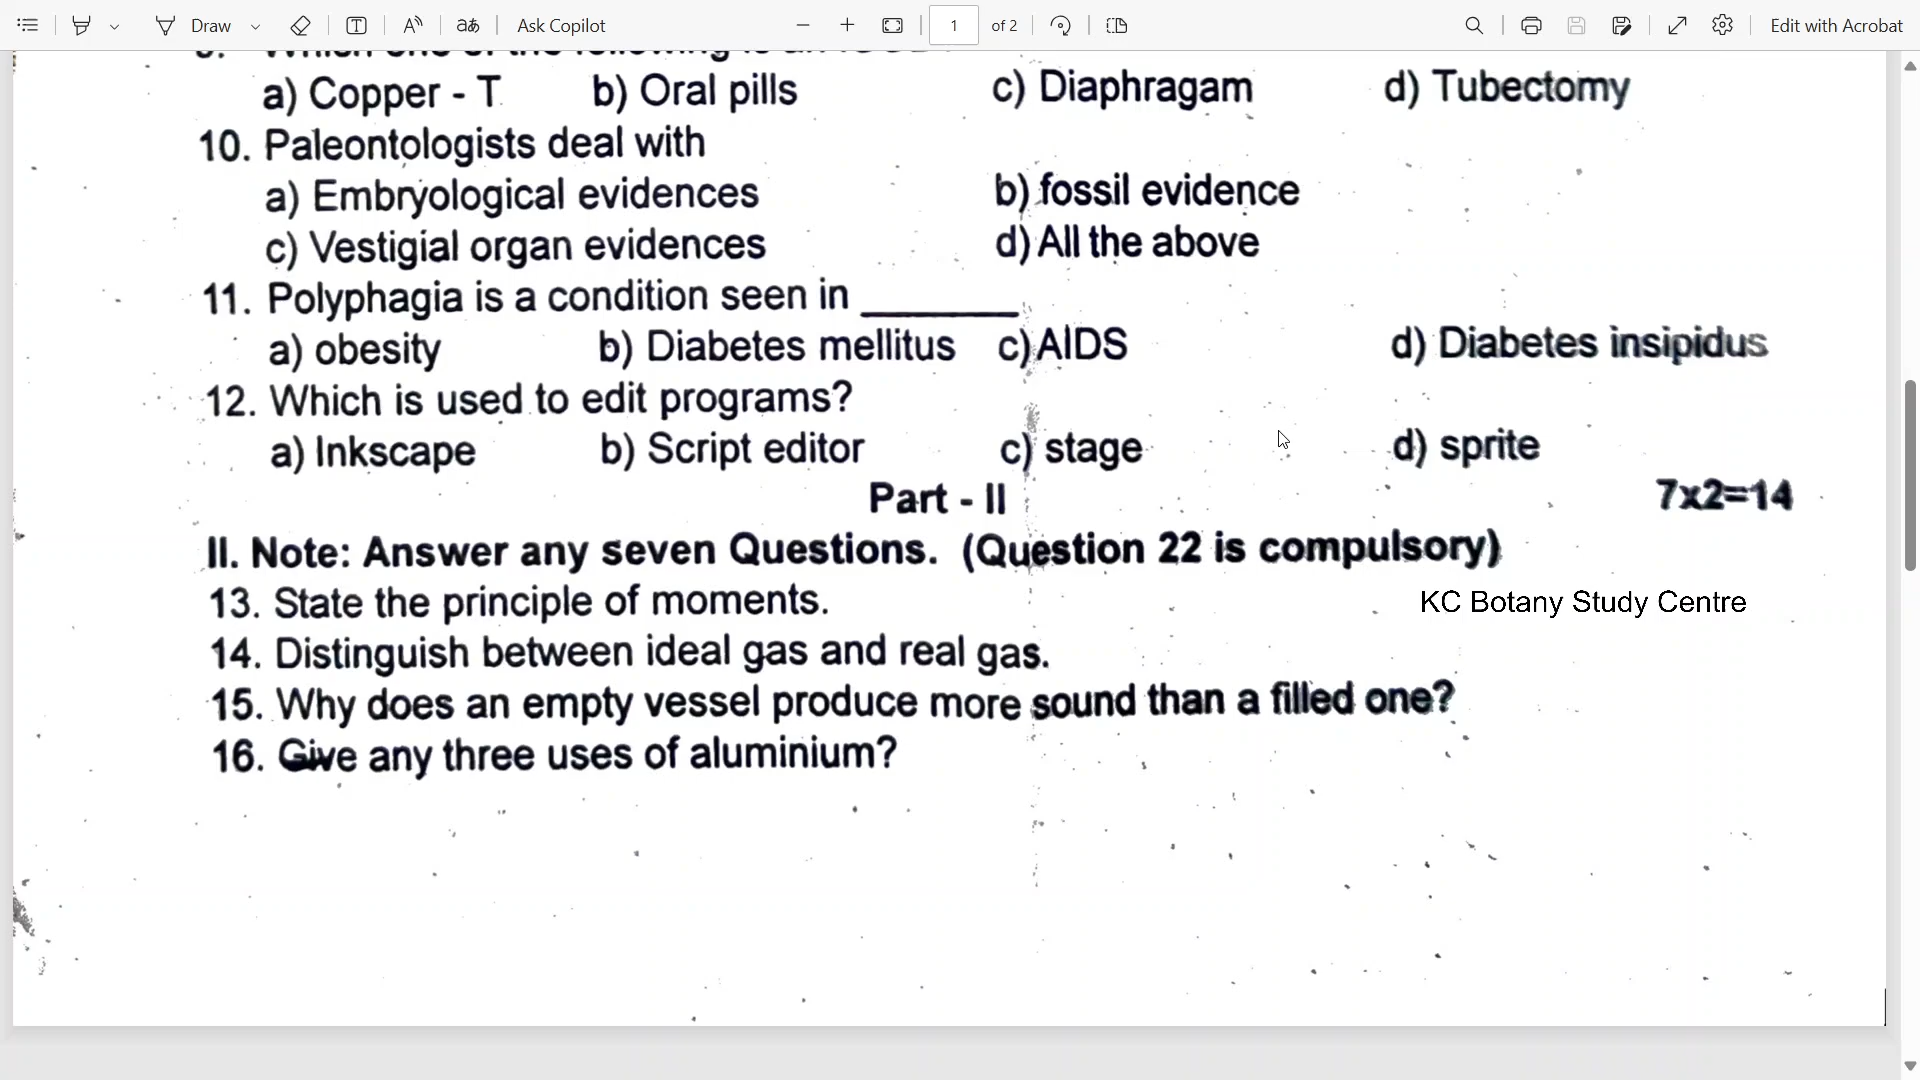 Draw Ask Copilot 1 of 2 Edit with Acrobat
a) Copper - T b) Oral pills c) Diaphragam d) Tubectomy
10. Paleontologists deal with
a) Embryological evidences b) fossil evidence
c) Vestigial organ evidences d) All the above
11. Polyphagia is a condition seen in ________
a) obesity b) Diabetes mellitus c) AIDS d) Diabetes insipidus
12. Which is used to edit programs?
a) Inkscape b) Script editor c) stage d) sprite
Part - II 7x2=14
II. Note: Answer any seven Questions. (Question 22 is compulsory)
13. State the principle of moments.
KC Botany Study Centre
14. Distinguish between ideal gas and real gas.
15. Why does an empty vessel produce more sound than a filled one?
16. Give any three uses of aluminium?